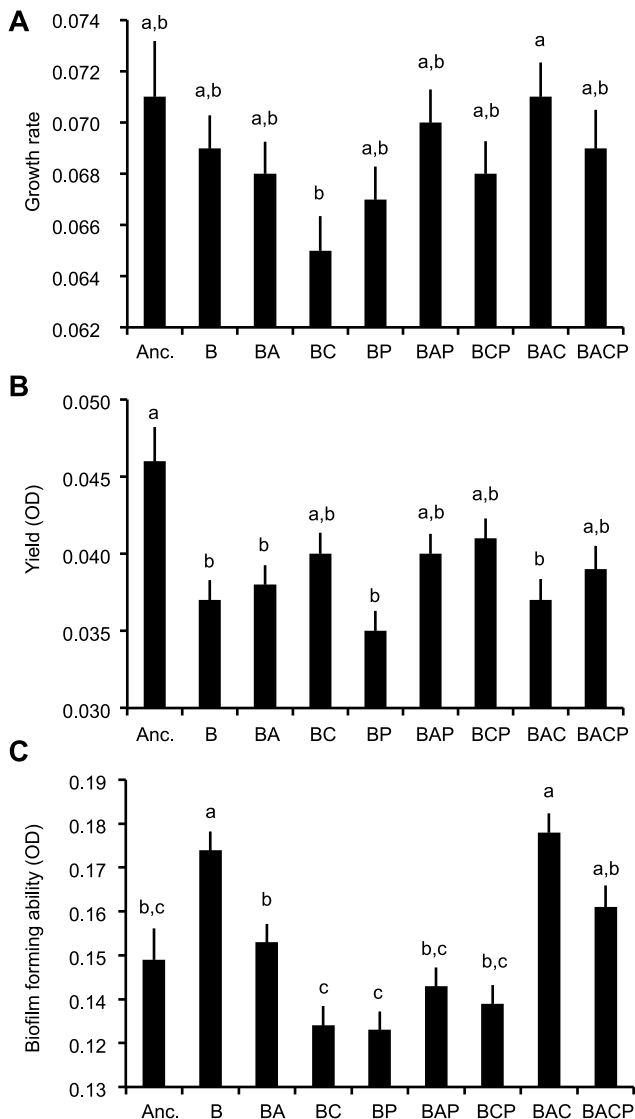 A
0.074
0.072
0.070
0.068
0.066
0.064
0.062
Growth rate
a,b
a,b
a,b
b
a,b
a,b
a,b
a
a,b
Anc. B BA BC BP BAP BCP BAC BACP
B
0.050
0.045
0.040
0.035
0.030
Yield (OD)
a
b
b
a,b
b
a,b
a,b
b
a,b
Anc. B BA BC BP BAP BCP BAC BACP
C
0.19
0.18
0.17
0.16
0.15
0.14
0.12
0.13
Biofilm forming ability (OD)
b,c
a
b
c
c
b,c
b,c
a
a,b
Anc. B BA BC BP BAP BCP BAC BACP